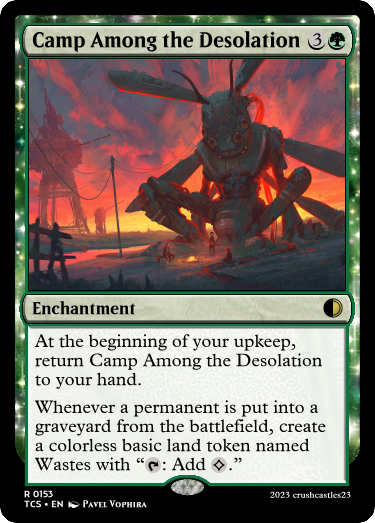 Camp Among the Desolation 3
Enchantment
At the beginning of your upkeep,
return Camp Among the Desolation
to your hand.
Whenever a permanent is put into a
graveyard from the battlefield, create
a colorless basic land token named
Wastes with “: Add .”
R 0153
TCS • EN PAVEL VOPHIRA
2023 crushcastles23